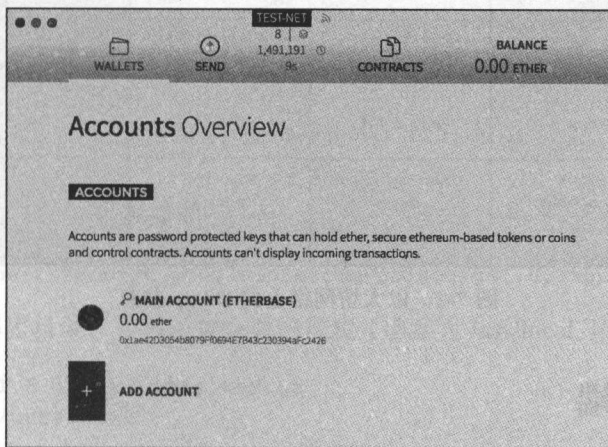 TEST-NET
8
1,491,191
9s
WALLETS
SEND
CONTRACTS
BALANCE
0.00 ETHER
Accounts Overview
ACCOUNTS
Accounts are password protected keys that can hold ether, secure ethereum-based tokens or coins
and control contracts. Accounts can't display incoming transactions.
MAIN ACCOUNT (ETHERBASE)
0.00 ether
+
ADD ACCOUNT